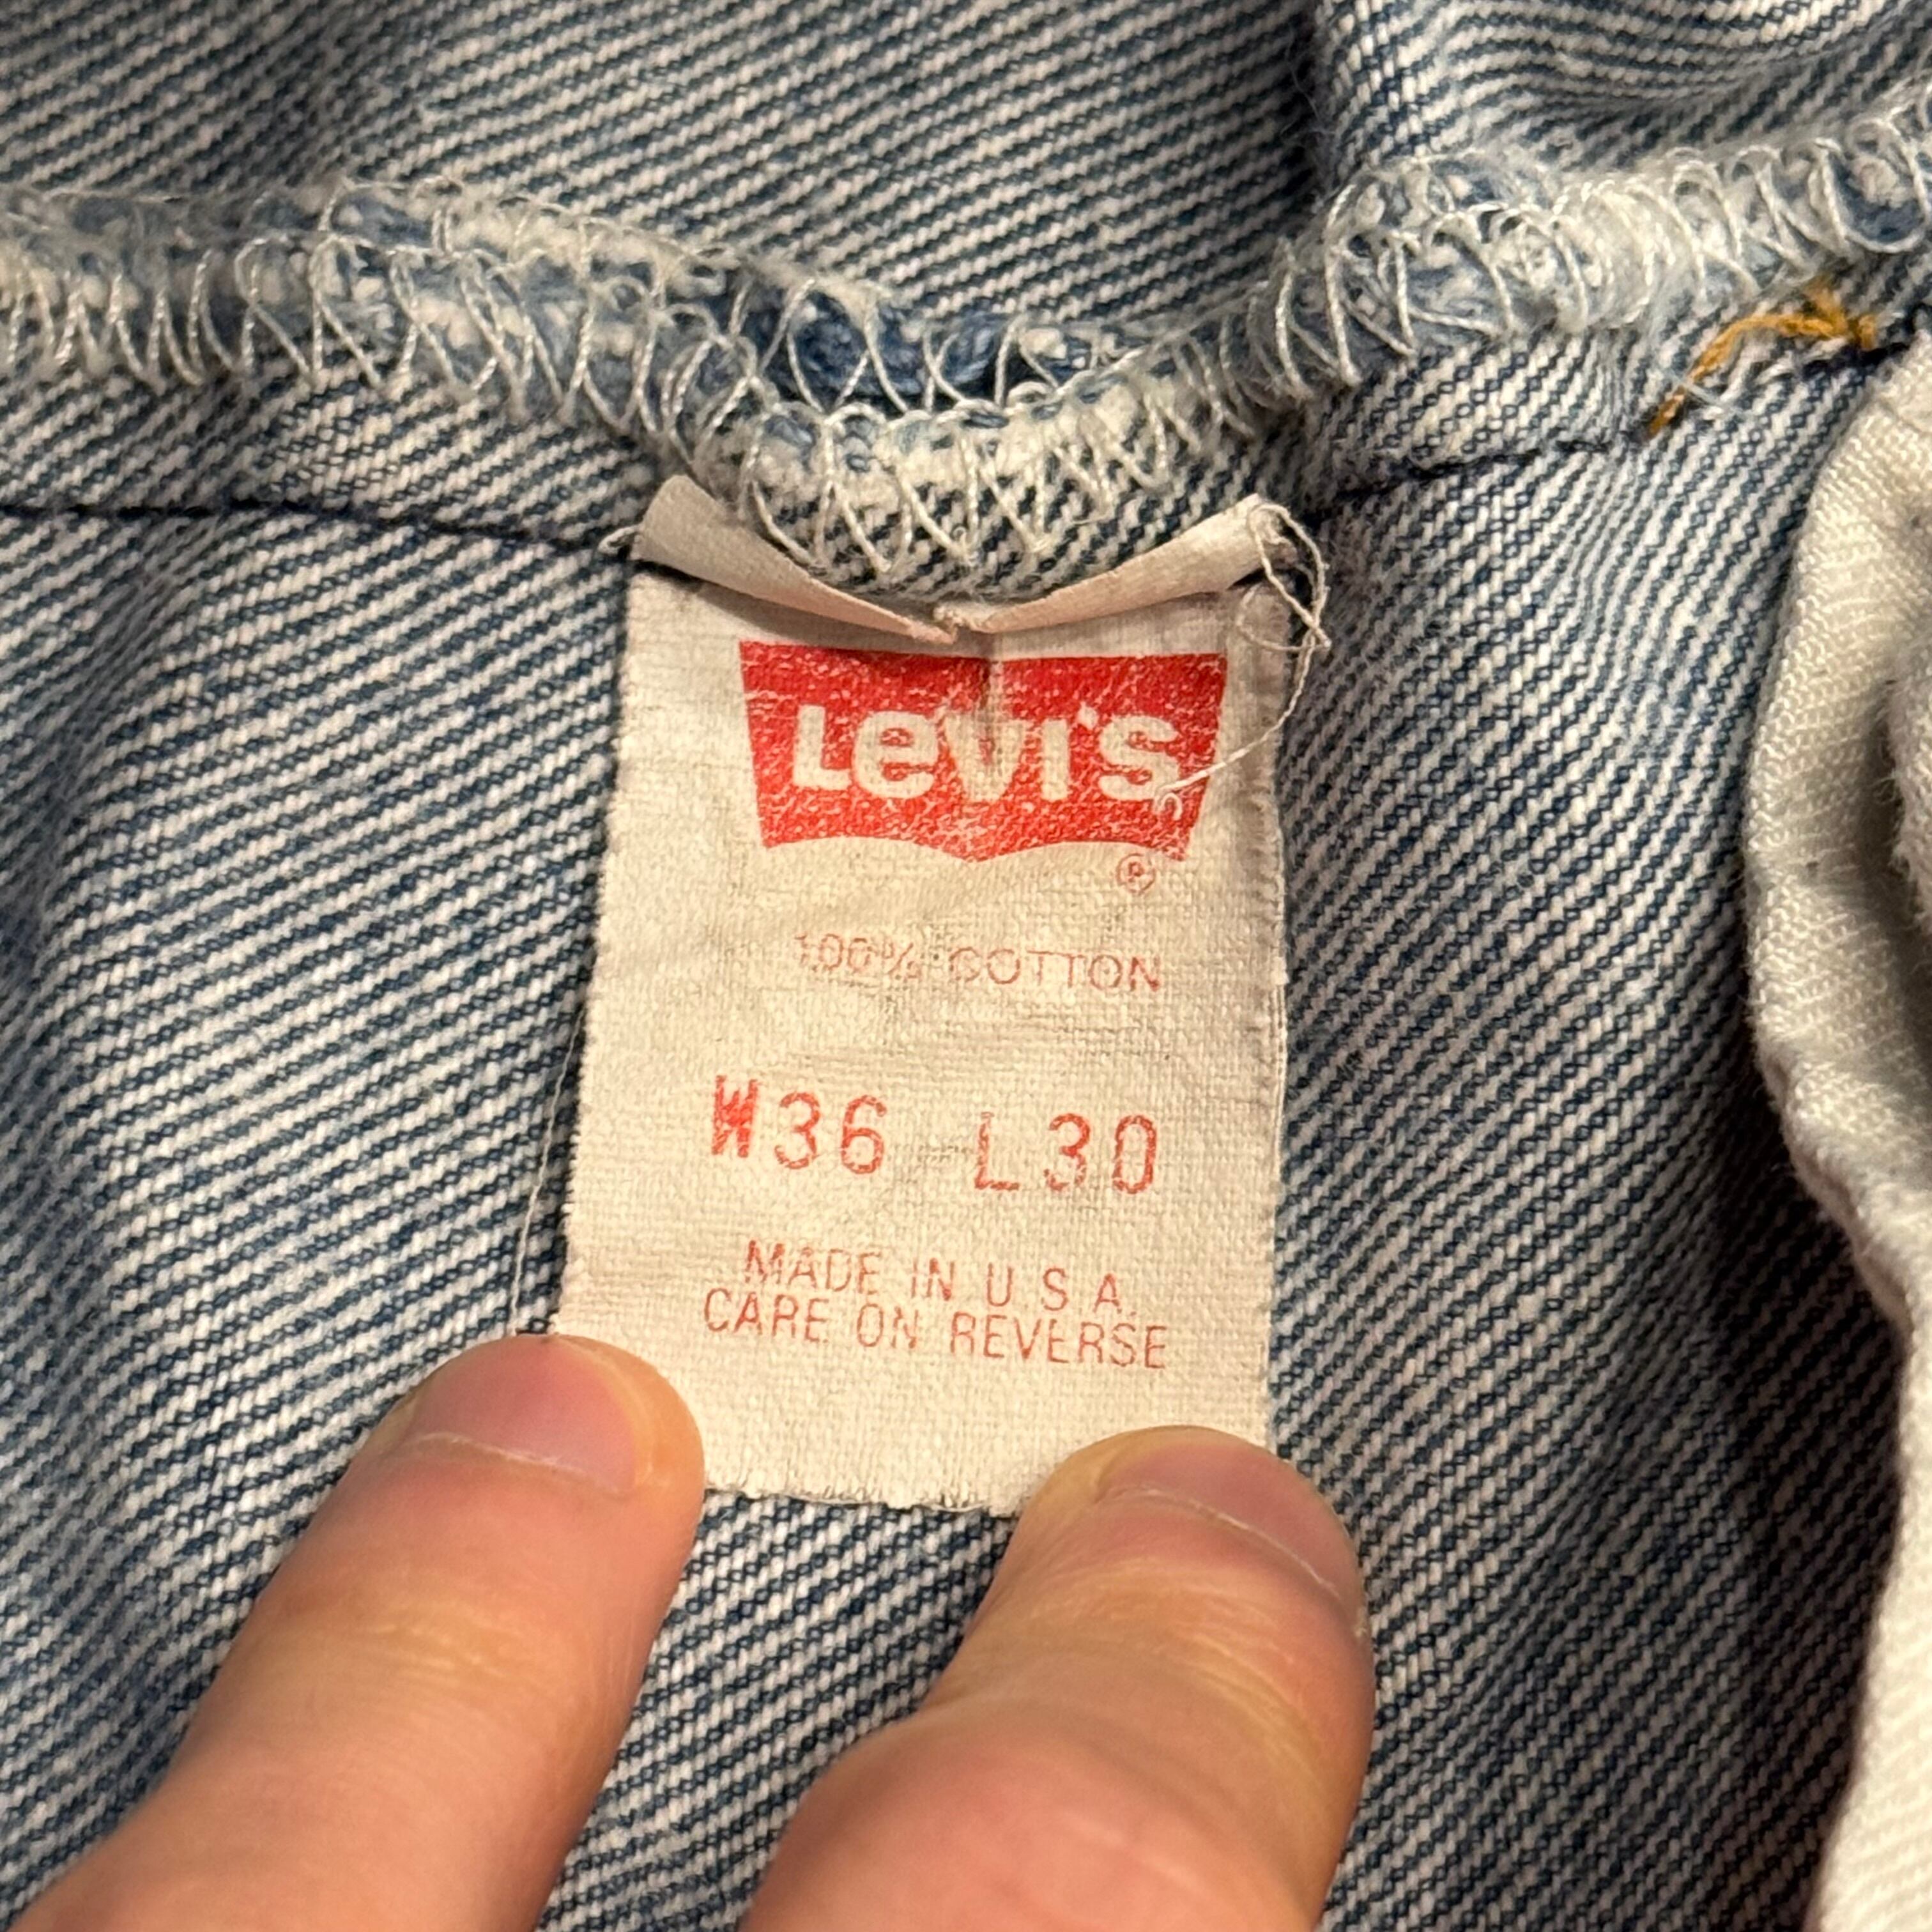 Levi's
®
100% COTTON
W36 L30
MADE IN U.S.A.
CARE ON REVERSE